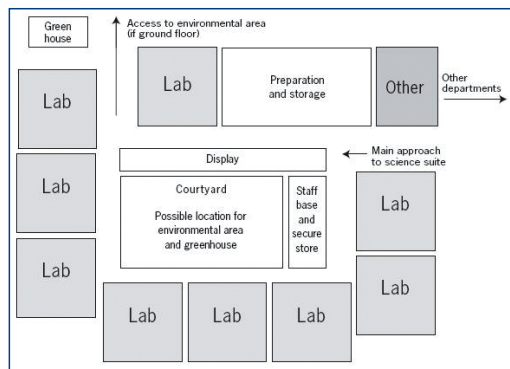 Green
house
Access to environmental area
(if ground floor)
Lab
Lab
Preparation
and storage
Other
Other
departments
Display
Main approach
to science suite
Lab
Courtyard
Possible location for
environmental area
and greenhouse
Staff
base
and
secure
store
Lab
Lab
Lab
Lab
Lab
Lab
Lab